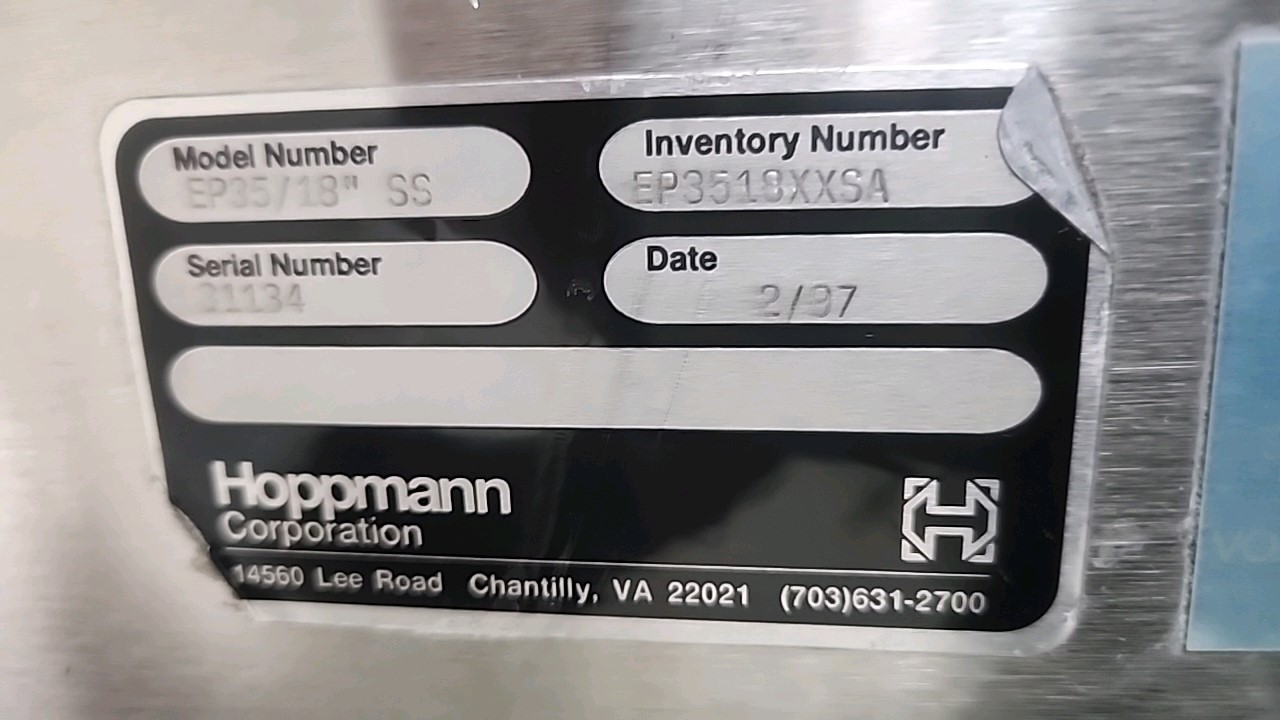 Model Number
EP35/18" SS
Inventory Number
EP3518XXSA
Serial Number
31134
Date
2/97
Hoppmann
Corporation
14560 Lee Road Chantilly, VA 22021 (703)631-2700